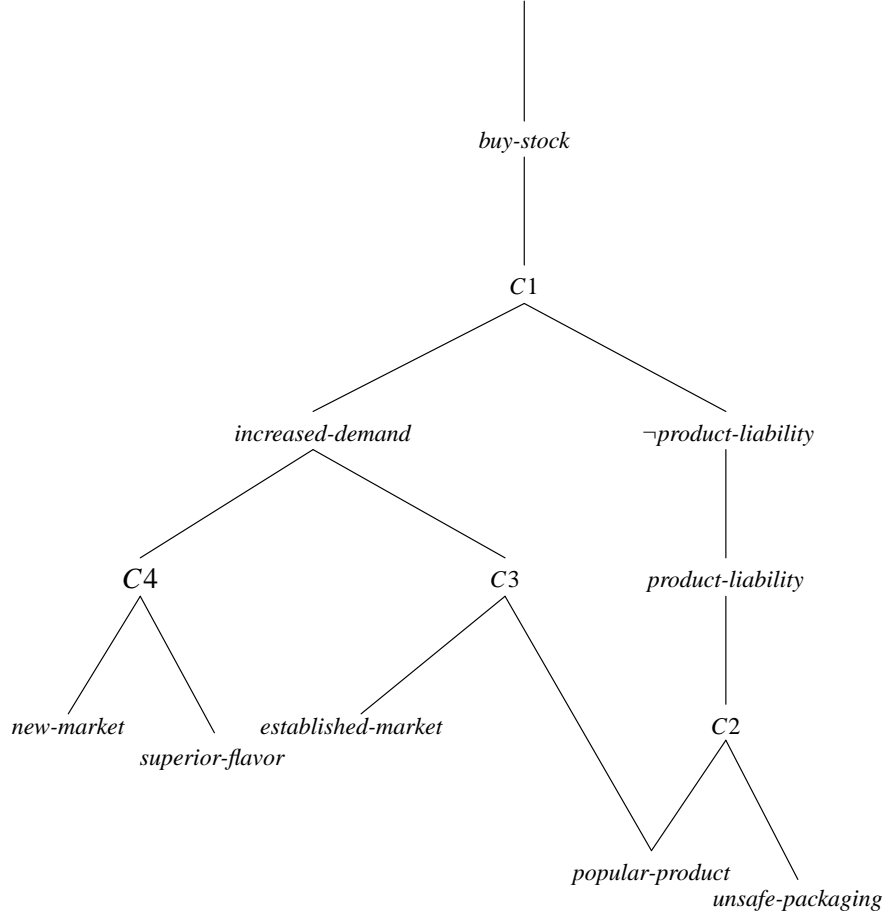 buy-stock
C1
increased-demand
¬product-liability
C4
C3
product-liability
new-market
established-market
C2
superior-flavor
popular-product
unsafe-packaging